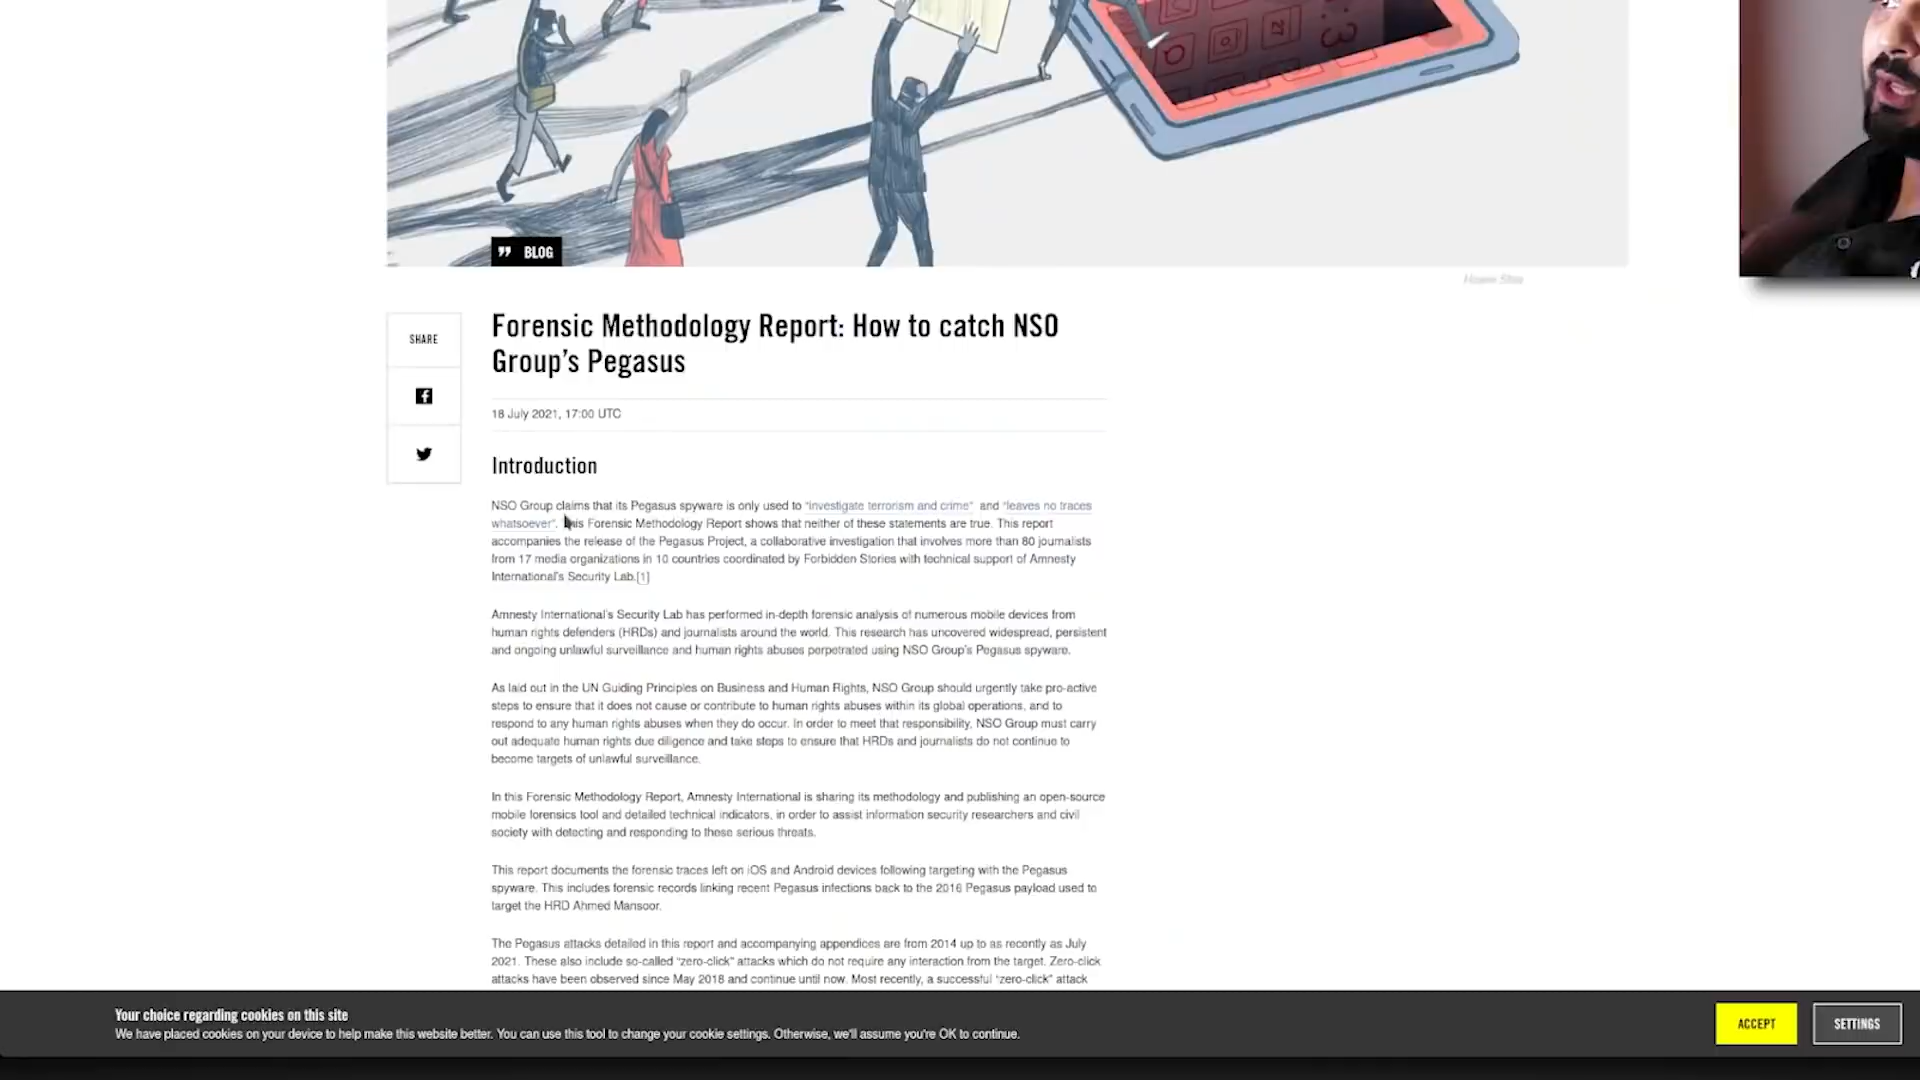 BLOG
SHARE
Forensic Methodology Report: How to catch NSO
Group's Pegasus
18 July 2021, 17:00 UTC
Introduction
NSO Group claims that its Pegasus spyware is only used to "investigate terrorism and crime" and "leaves no traces
whatsoever". This Forensic Methodology Report shows that neither of these statements are true. This report
accompanies the release of the Pegasus Project, a collaborative investigation that involves more than 80 journalists
from 17 media organizations in 10 countries coordinated by Forbidden Stories with technical support of Amnesty
International's Security Lab.[1]
Amnesty International's Security Lab has performed in-depth forensic analysis of numerous mobile devices from
human rights defenders (HRDs) and journalists around the world. This research has uncovered widespread, persistent
and ongoing unlawful surveillance and human rights abuses perpetrated using NSO Group's Pegasus spyware.
As laid out in the UN Guiding Principles on Business and Human Rights, NSO Group should urgently take pro-active
steps to ensure that it does not cause or contribute to human rights abuses within its global operations, and to
respond to any human rights abuses when they do occur. In order to meet that responsibility, NSO Group must carry
out adequate human rights due diligence and take steps to ensure that HRDs and journalists do not continue to
become targets of unlawful surveillance.
In this Forensic Methodology Report, Amnesty International is sharing its methodology and publishing an open-source
mobile forensics tool and detailed technical indicators, in order to assist information security researchers and civil
society with detecting and responding to these serious threats.
This report documents the forensic traces left on iOS and Android devices following targeting with the Pegasus
spyware. This includes forensic records linking recent Pegasus infections back to the 2016 Pegasus payload used to
target the HRD Ahmed Mansoor.
The Pegasus attacks detailed in this report and accompanying appendices are from 2014 up to as recently as July
2021. These also include so-called "zero-click" attacks which do not require any interaction from the target. Zero-click
attacks have been observed since May 2018 and continue until now. Most recently, a successful "zero-click" attack
Your choice regarding cookies on this site
We have placed cookies on your device to help make this website better. You can use this tool to change your cookie settings. Otherwise, we'll assume you're OK to continue.
ACCEPT
SETTINGS